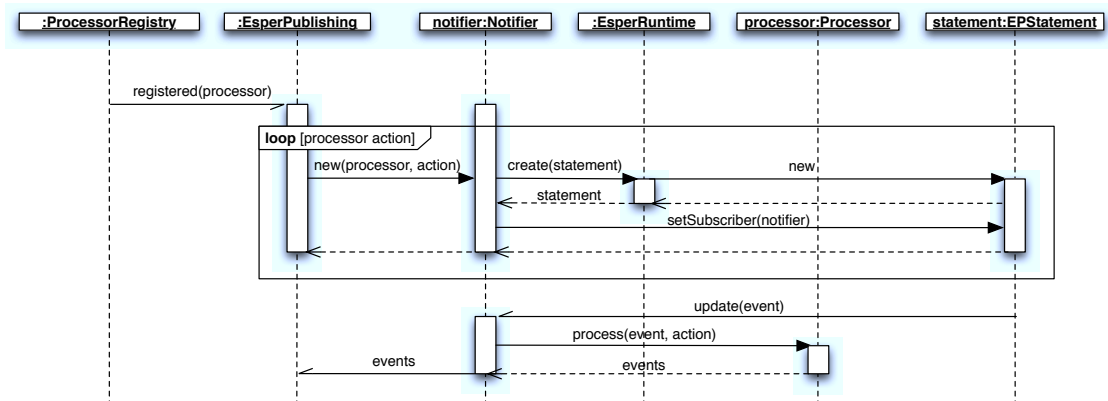 :ProcessorRegistry :EsperPublishing notifier:Notifier :EsperRuntime processor:Processor statement:EPStatement
registered(processor)
loop [processor action]
new(processor, action) create(statement) new
statement
setSubscriber(notifier)
update(event)
process(event, action)
events events